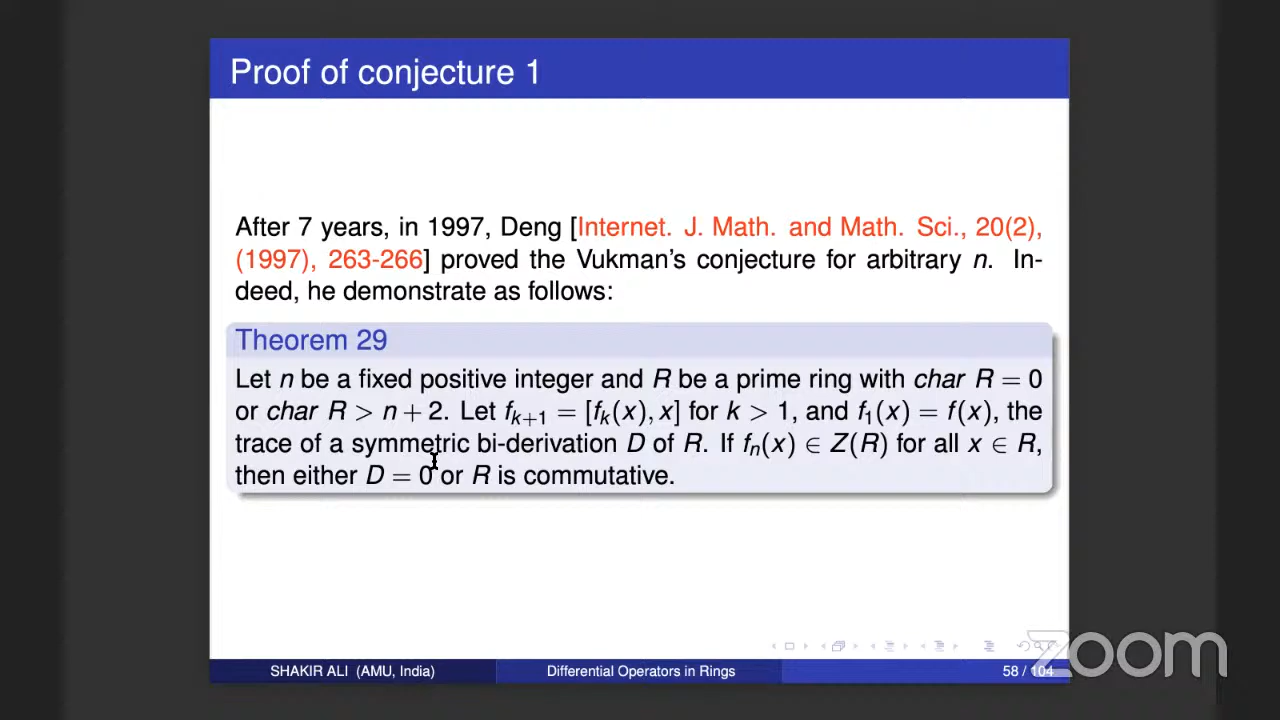 Proof of conjecture 1
After 7 years, in 1997, Deng [Internet. J. Math. and Math. Sci., 20(2),
(1997), 263-266] proved the Vukman's conjecture for arbitrary n. In-
deed, he demonstrate as follows:
Theorem 29
Let n be a fixed positive integer and R be a prime ring with char R = 0
or char R > n + 2. Let fₖ₊₁ = [fₖ(x), x] for k > 1, and f₁(x) = f(x), the
trace of a symmetric bi-derivation D of R. If fₙ(x) ∈ Z(R) for all x ∈ R,
then either D = 0 or R is commutative.
SHAKIR ALI (AMU, India) Differential Operators in Rings 58 / 104
zoom